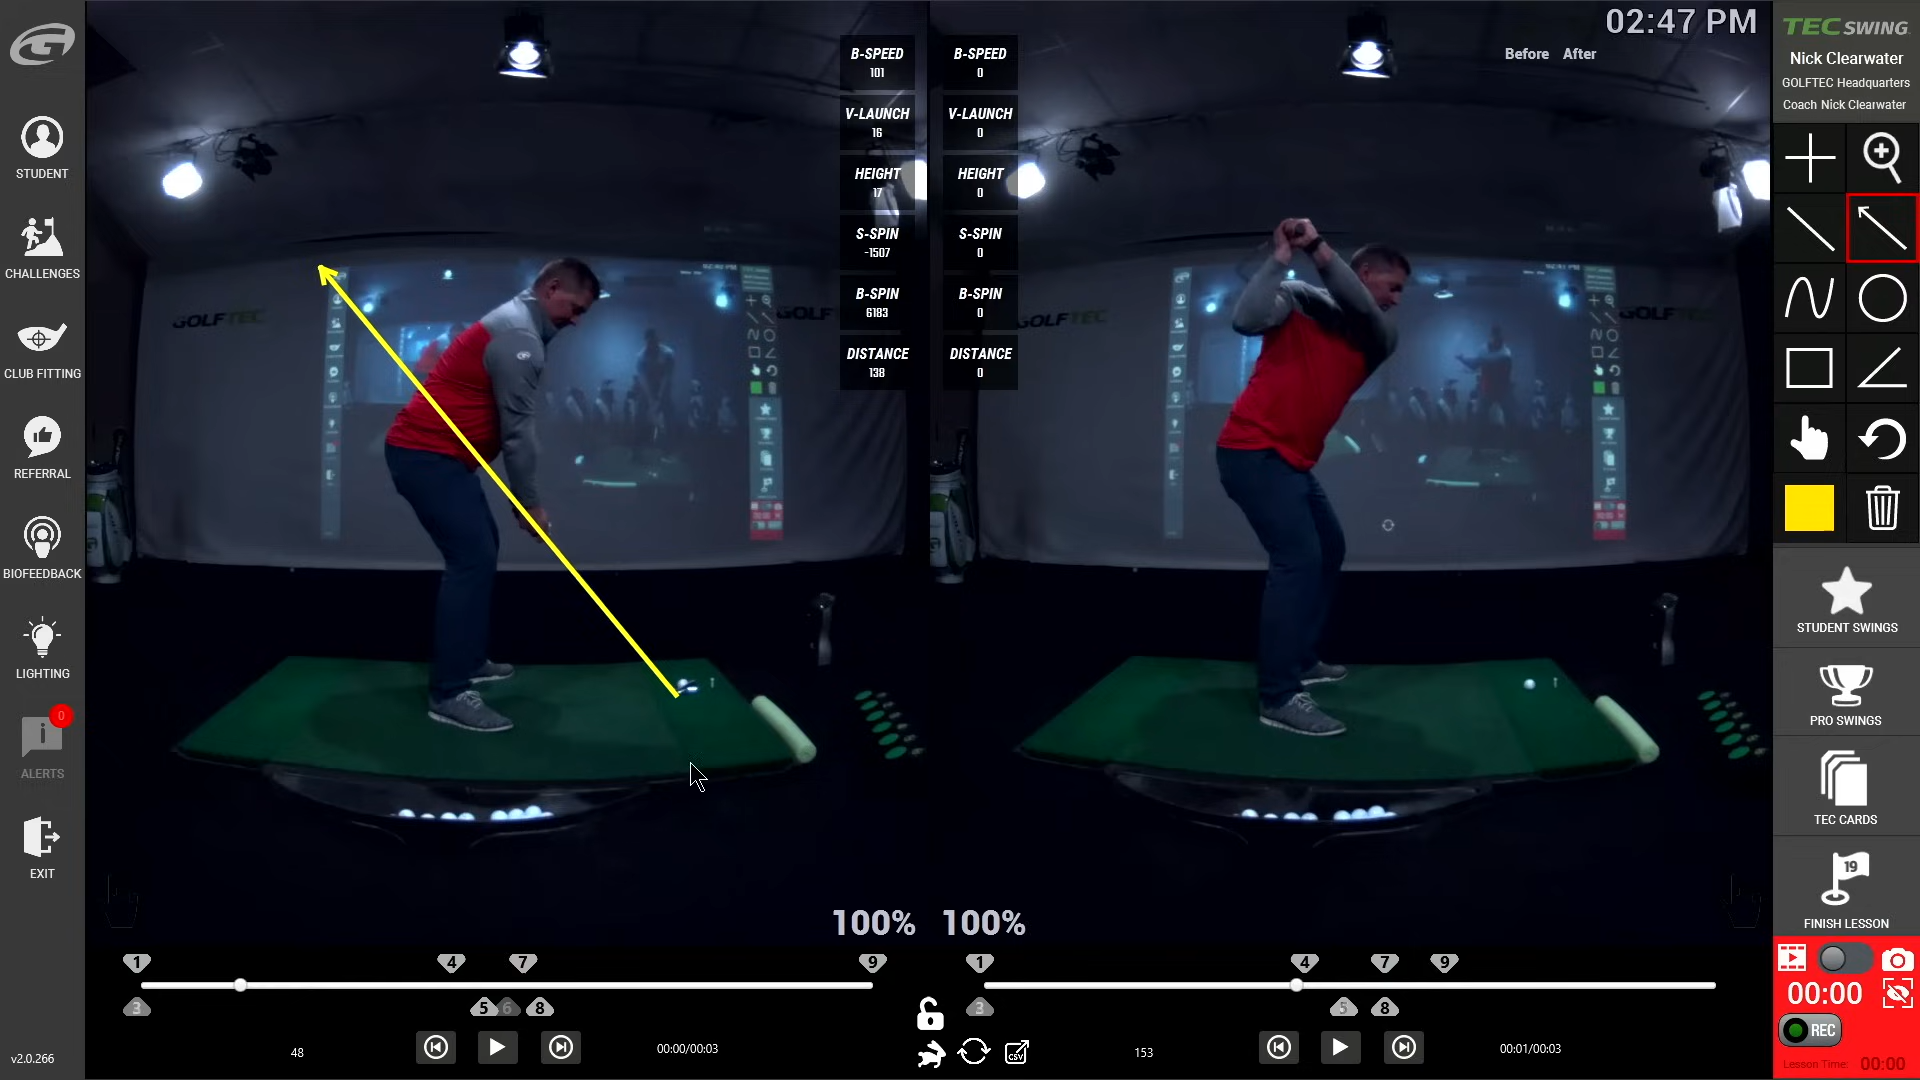 STUDENT
CHALLENGES
CLUB FITTING
REFERRAL
BIOFEEDBACK
LIGHTING
0
ALERTS
EXIT
v2.0.266
GOLFTEC
B-SPEED
101
V-LAUNCH
16
HEIGHT
17
S-SPIN
-1507
B-SPIN
6183
DISTANCE
138
B-SPEED
0
V-LAUNCH
0
HEIGHT
0
S-SPIN
0
B-SPIN
0
DISTANCE
0
GOLFTEC
02:47 PM
Before After
100% 100%
1 4 7 9
3 5 6 8
48
00:00/00:03
1 4 7 9
3 5 8
CSV
153
00:01/00:03
TECSWING
Nick Clearwater
GOLFTEC Headquarters
Coach Nick Clearwater
STUDENT SWINGS
PRO SWINGS
TEC CARDS
19
FINISH LESSON
00:00
REC
Lesson Time: 00:00